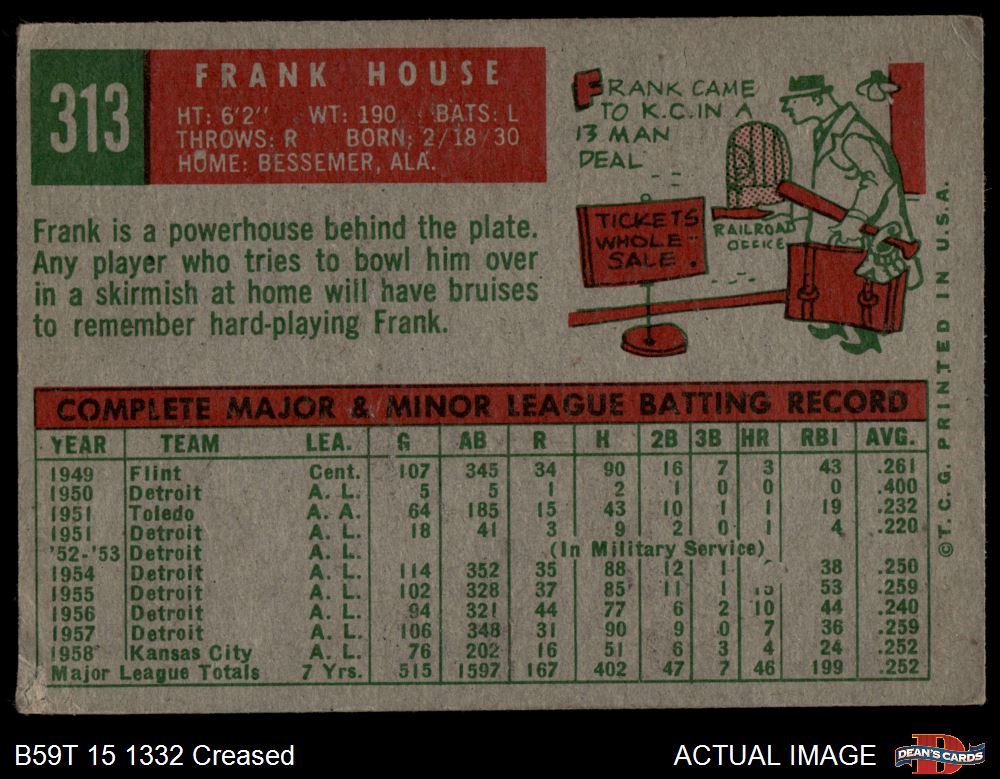 313
FRANK HOUSE
HT: 6'2" WT: 190 BATS: L
THROWS: R BORN: 2/18/30
HOME: BESSEMER, ALA.
FRANK CAME
TO K.C. IN A
13 MAN
DEAL
TICKETS
WHOLE-
SALE.
RAILROAD
OFFICE
Frank is a powerhouse behind the plate.
Any player who tries to bowl him over
in a skirmish at home will have bruises
to remember hard-playing Frank.
COMPLETE MAJOR & MINOR LEAGUE BATTING RECORD
YEAR TEAM LEA. G AB R H 2B 3B HR RBI AVG.
1949 Flint Cent. 107 345 34 90 16 7 3 43 .261
1950 Detroit A. L. 5 5 1 2 1 0 0 0 .400
1951 Toledo A. A. 64 185 15 43 10 1 1 19 .232
1951 Detroit A. L. 18 41 3 9 2 0 1 4 .220
'52-'53 Detroit A. L. (In Military Service)
1954 Detroit A. L. 114 352 35 88 12 1 38 .250
1955 Detroit A. L. 102 328 37 85 11 1 53 .259
1956 Detroit A. L. 94 321 44 77 6 2 10 44 .240
1957 Detroit A. L. 106 348 31 90 9 0 7 36 .259
1958 Kansas City A. L. 76 202 16 51 6 3 4 24 .252
Major League Totals 7 Yrs. 515 1597 167 402 47 7 46 199 .252
© T. C. G. PRINTED IN U.S.A.
B59T 15 1332 Creased
ACTUAL IMAGE
D
DEAN'S CARDS